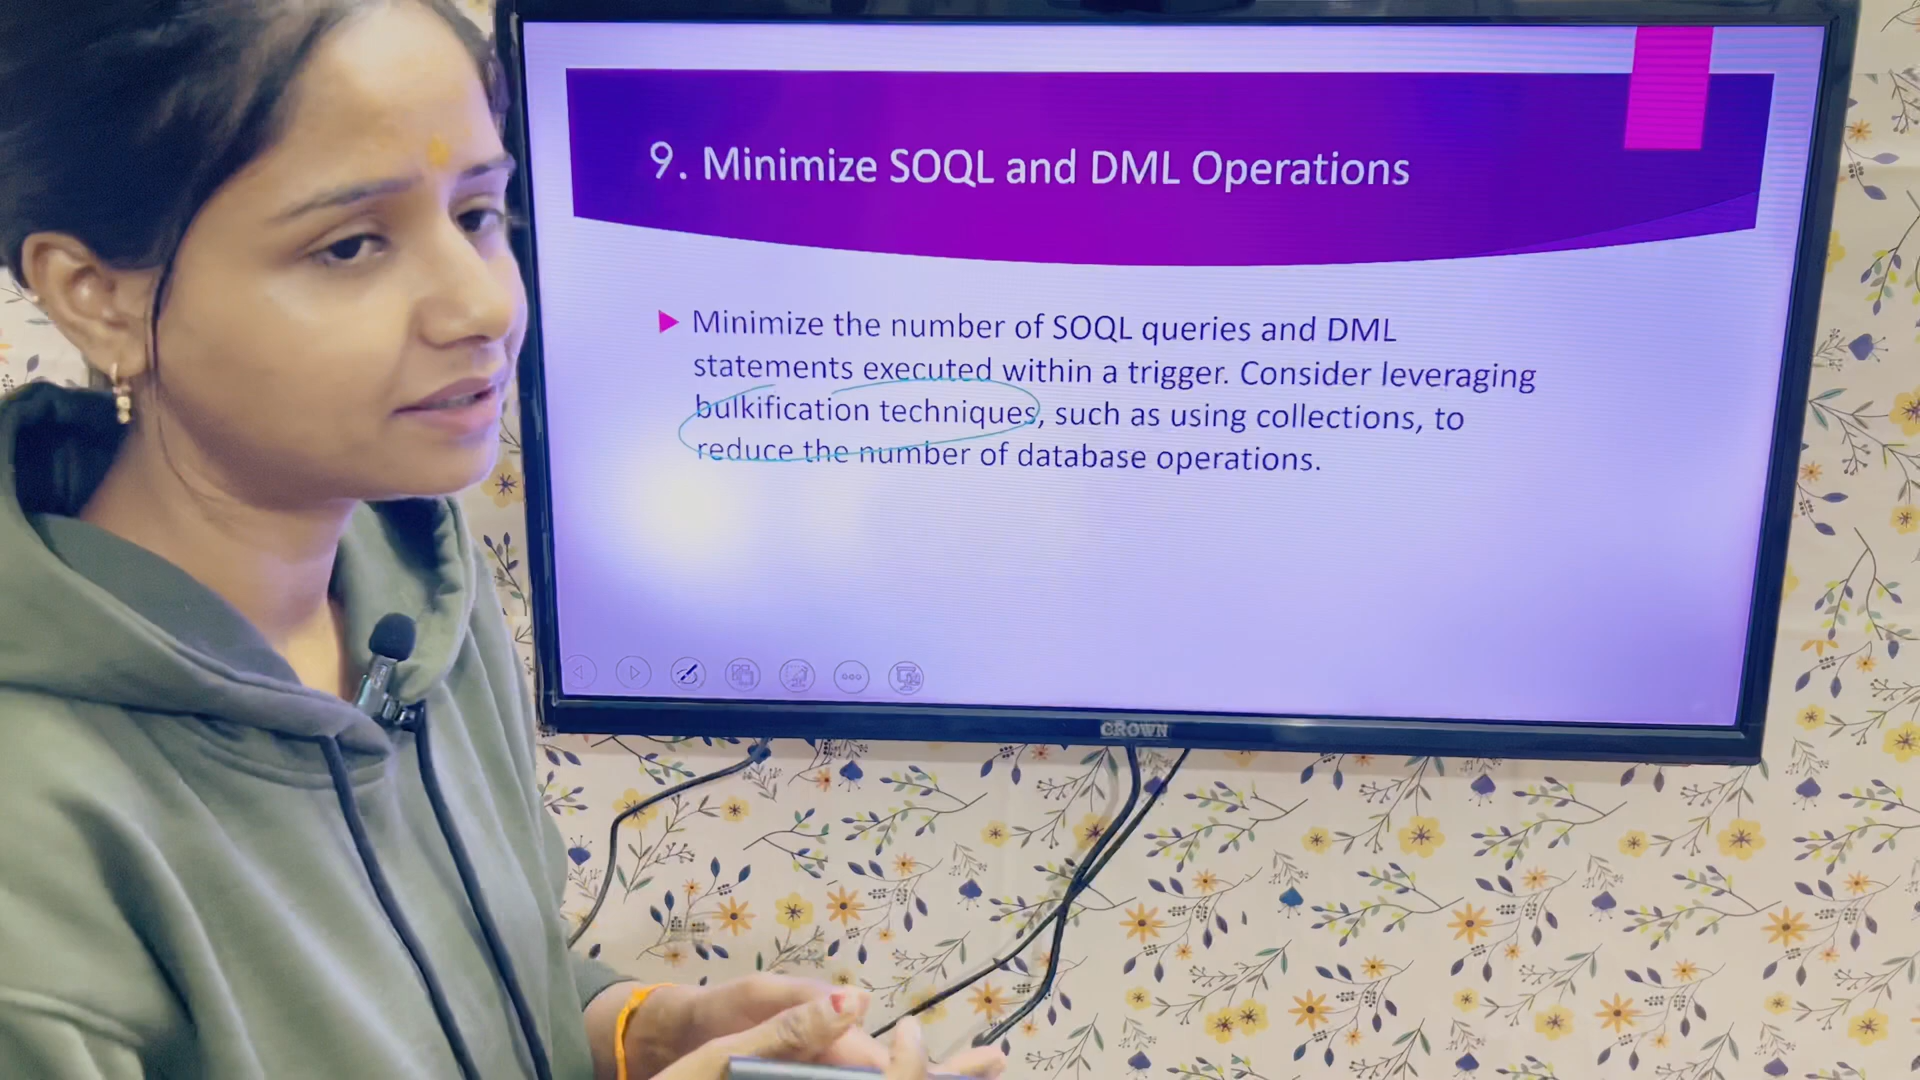 9. Minimize SOQL and DML Operations
Minimize the number of SOQL queries and DML
statements executed within a trigger. Consider leveraging
bulkification techniques, such as using collections, to
reduce the number of database operations.
CROWN